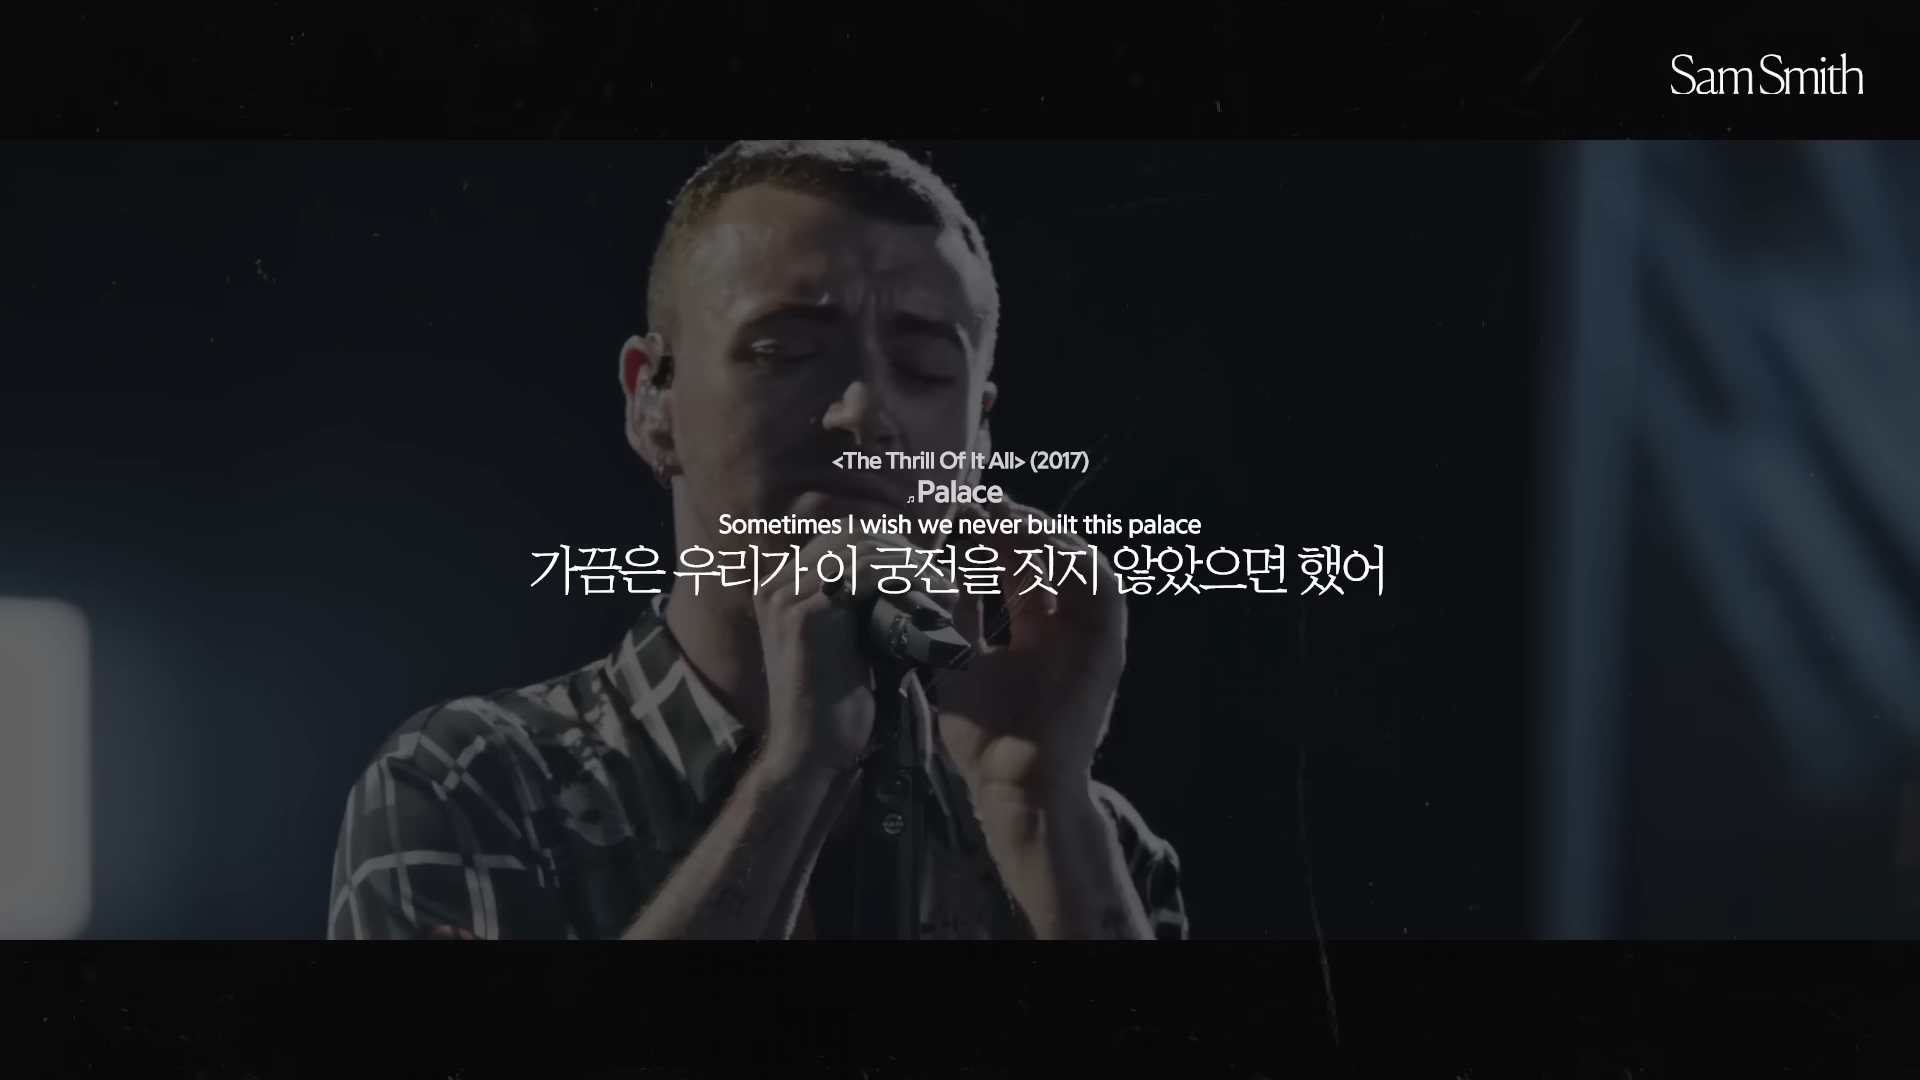 Sam Smith
<The Thrill Of It All> (2017)
♬Palace
Sometimes I wish we never built this palace
가끔은 우리가 이 궁전을 짓지 않았으면 했어